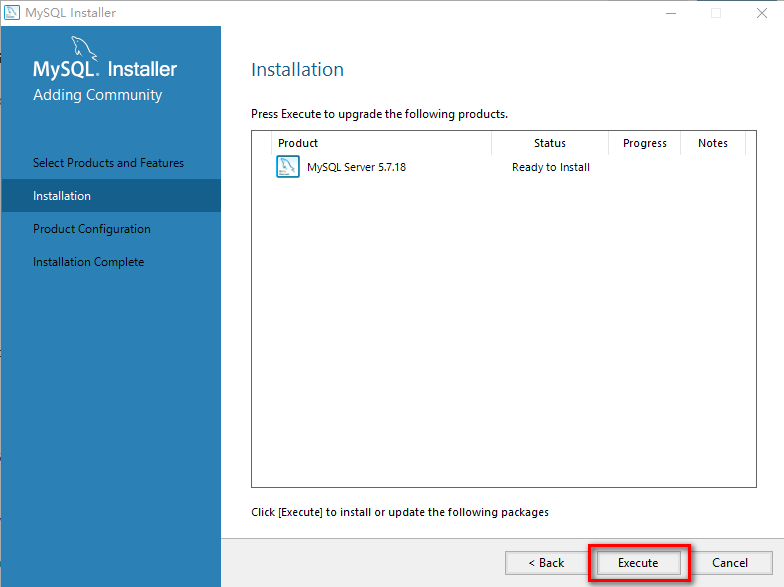 MySQL Installer
MySQL. Installer
Adding Community
Select Products and Features
Installation
Product Configuration
Installation Complete
Installation
Press Execute to upgrade the following products.
Product Status Progress Notes
MySQL Server 5.7.18 Ready to Install
Click [Execute] to install or update the following packages
< Back Execute Cancel